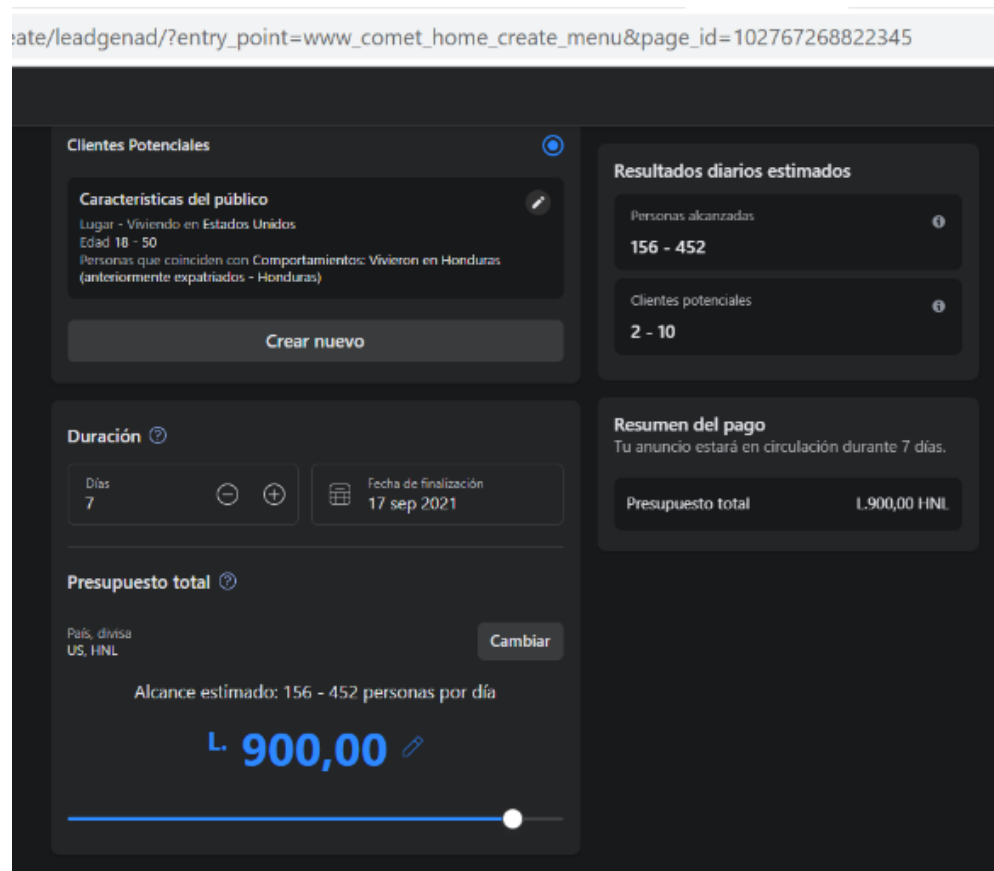 eate/leadgenad/?entry_point=www_comet_home_create_menu&page_id=102767268822345
Clientes Potenciales
Características del público
Lugar - Viviendo en Estados Unidos
Edad 18 - 50
Personas que coinciden con Comportamientos: Vivieron en Honduras
(anteriormente expatriados - Honduras)
Crear nuevo
Duración
Días
7
Fecha de finalización
17 sep 2021
Presupuesto total
País, divisa
US, HNL
Cambiar
Alcance estimado: 156 - 452 personas por día
L. 900,00
Resultados diarios estimados
Personas alcanzadas
156 - 452
Clientes potenciales
2 - 10
Resumen del pago
Tu anuncio estará en circulación durante 7 días.
Presupuesto total L.900,00 HNL